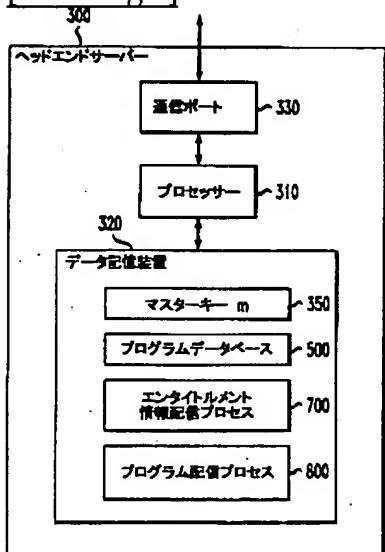 300
ヘッドエンドサーバー
通信ポート
330
プロセッサー
310
320
データ記憶装置
マスターキー m
350
プログラムデータベース
500
エンタイトルメント
情報配信プロセス
700
プログラム配信プロセス
800